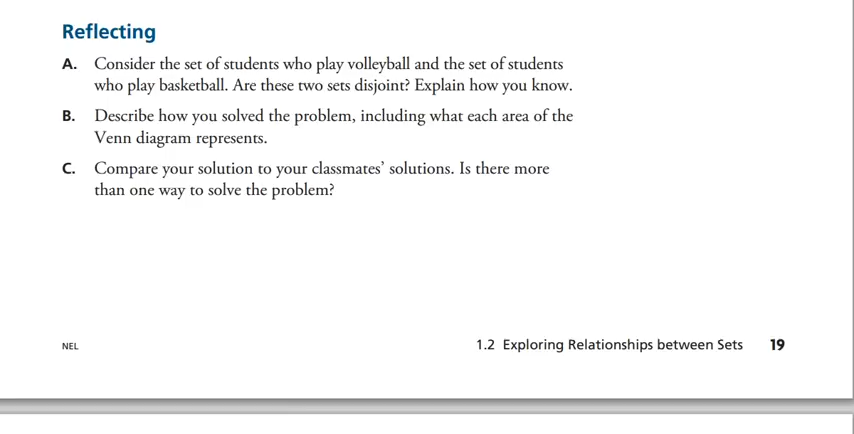 Reflecting
A. Consider the set of students who play volleyball and the set of students
who play basketball. Are these two sets disjoint? Explain how you know.
B. Describe how you solved the problem, including what each area of the
Venn diagram represents.
C. Compare your solution to your classmates’ solutions. Is there more
than one way to solve the problem?
NEL
1.2 Exploring Relationships between Sets 19